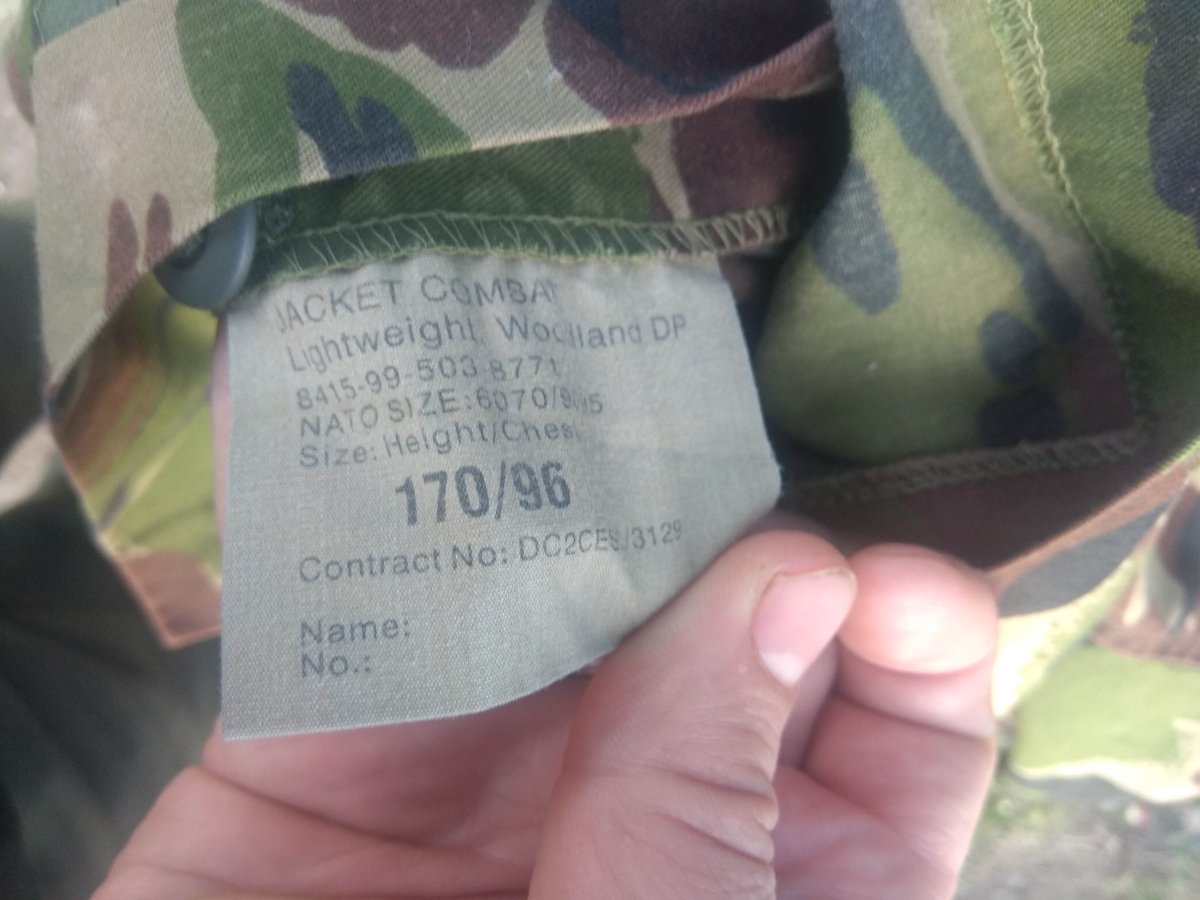 JACKET COMBAT
Lightweight, Woodland DP
8415-99-503 8771
NATO SIZE:6070/9095
Size: Height/Chest
170/96
Contract No: DC2CES/3129
Name:
No.: